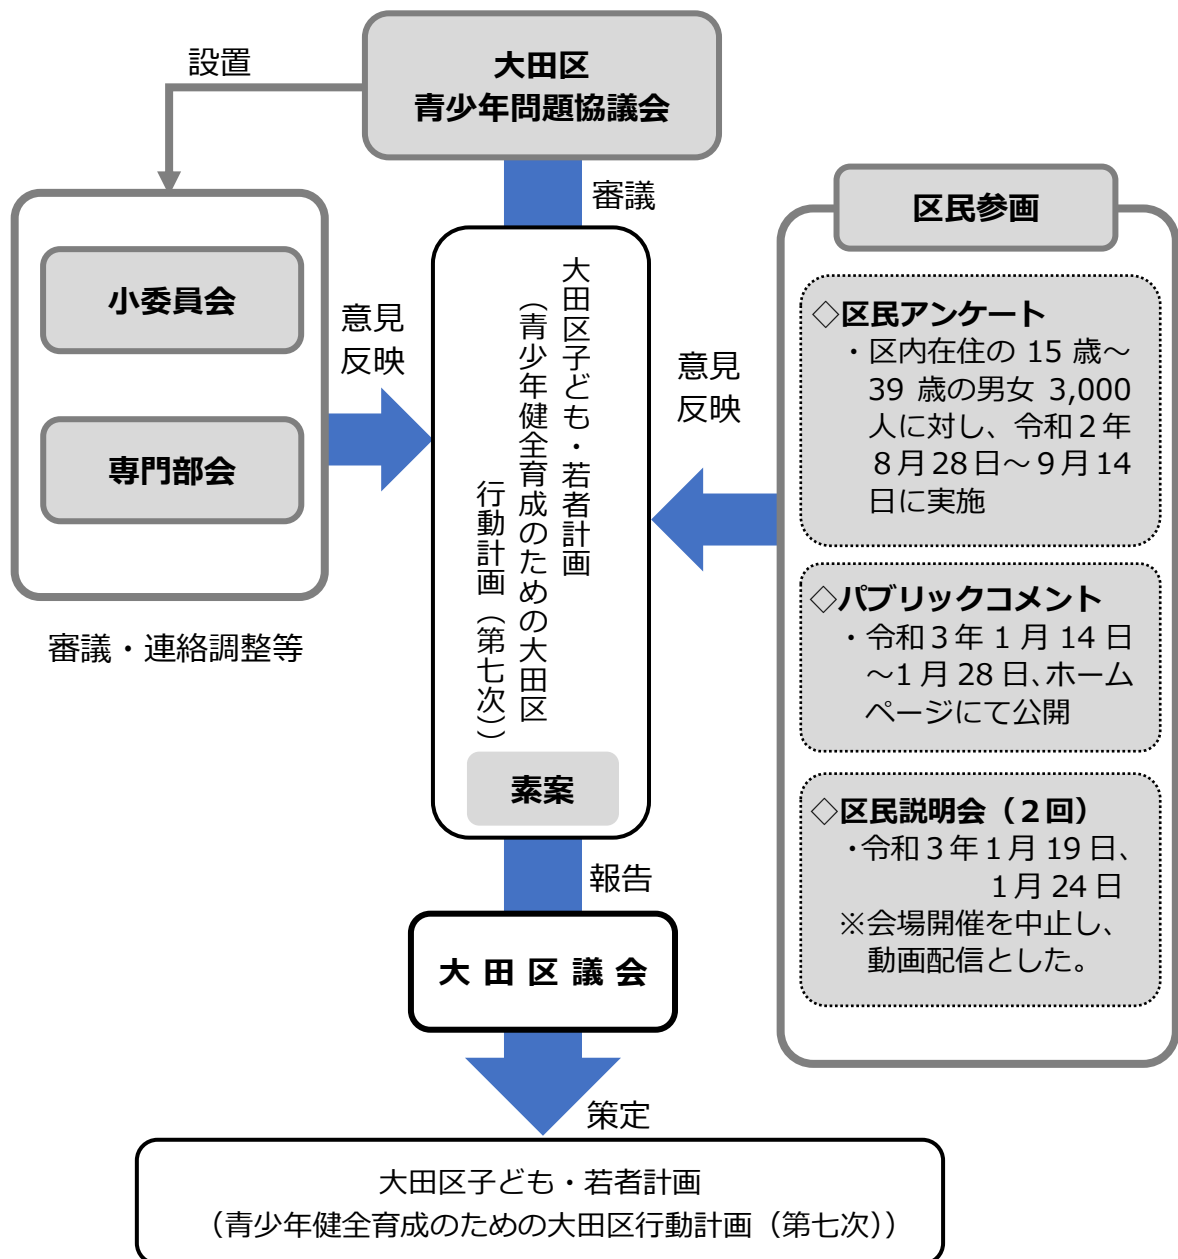 大田区
青少年問題協議会
設置
審議
小委員会
専門部会
審議・連絡調整等
意見
反映
大田区子ども・若者計画
（青少年健全育成のための大田区
行動計画（第七次））
素案
意見
反映
区民参画
◇区民アンケート
・区内在住の 15 歳～
39 歳の男女 3,000
人に対し、令和２年
８月28日～９月14
日に実施
◇パブリックコメント
・令和３年 1 月 14 日
～1 月 28 日、ホーム
ページにて公開
◇区民説明会（２回）
・令和３年１月 19 日、
１月 24 日
※会場開催を中止し、
動画配信とした。
報告
大田区議会
策定
大田区子ども・若者計画
（青少年健全育成のための大田区行動計画（第七次））